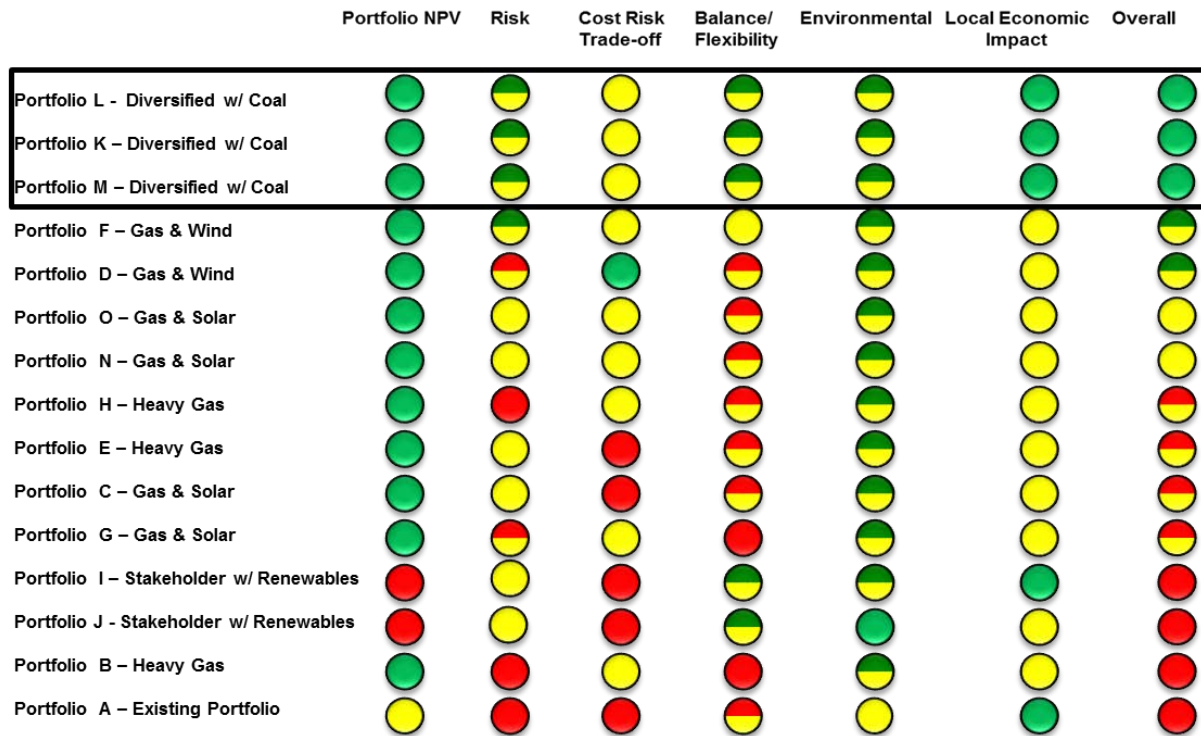 Portfolio NPV Risk Cost Risk Balance/ Environmental Local Economic Overall
Trade-off Flexibility Impact
Portfolio L - Diversified w/ Coal
Portfolio K – Diversified w/ Coal
Portfolio M – Diversified w/ Coal
Portfolio F – Gas & Wind
Portfolio D – Gas & Wind
Portfolio O – Gas & Solar
Portfolio N – Gas & Solar
Portfolio H – Heavy Gas
Portfolio E – Heavy Gas
Portfolio C – Gas & Solar
Portfolio G – Gas & Solar
Portfolio I – Stakeholder w/ Renewables
Portfolio J - Stakeholder w/ Renewables
Portfolio B – Heavy Gas
Portfolio A – Existing Portfolio